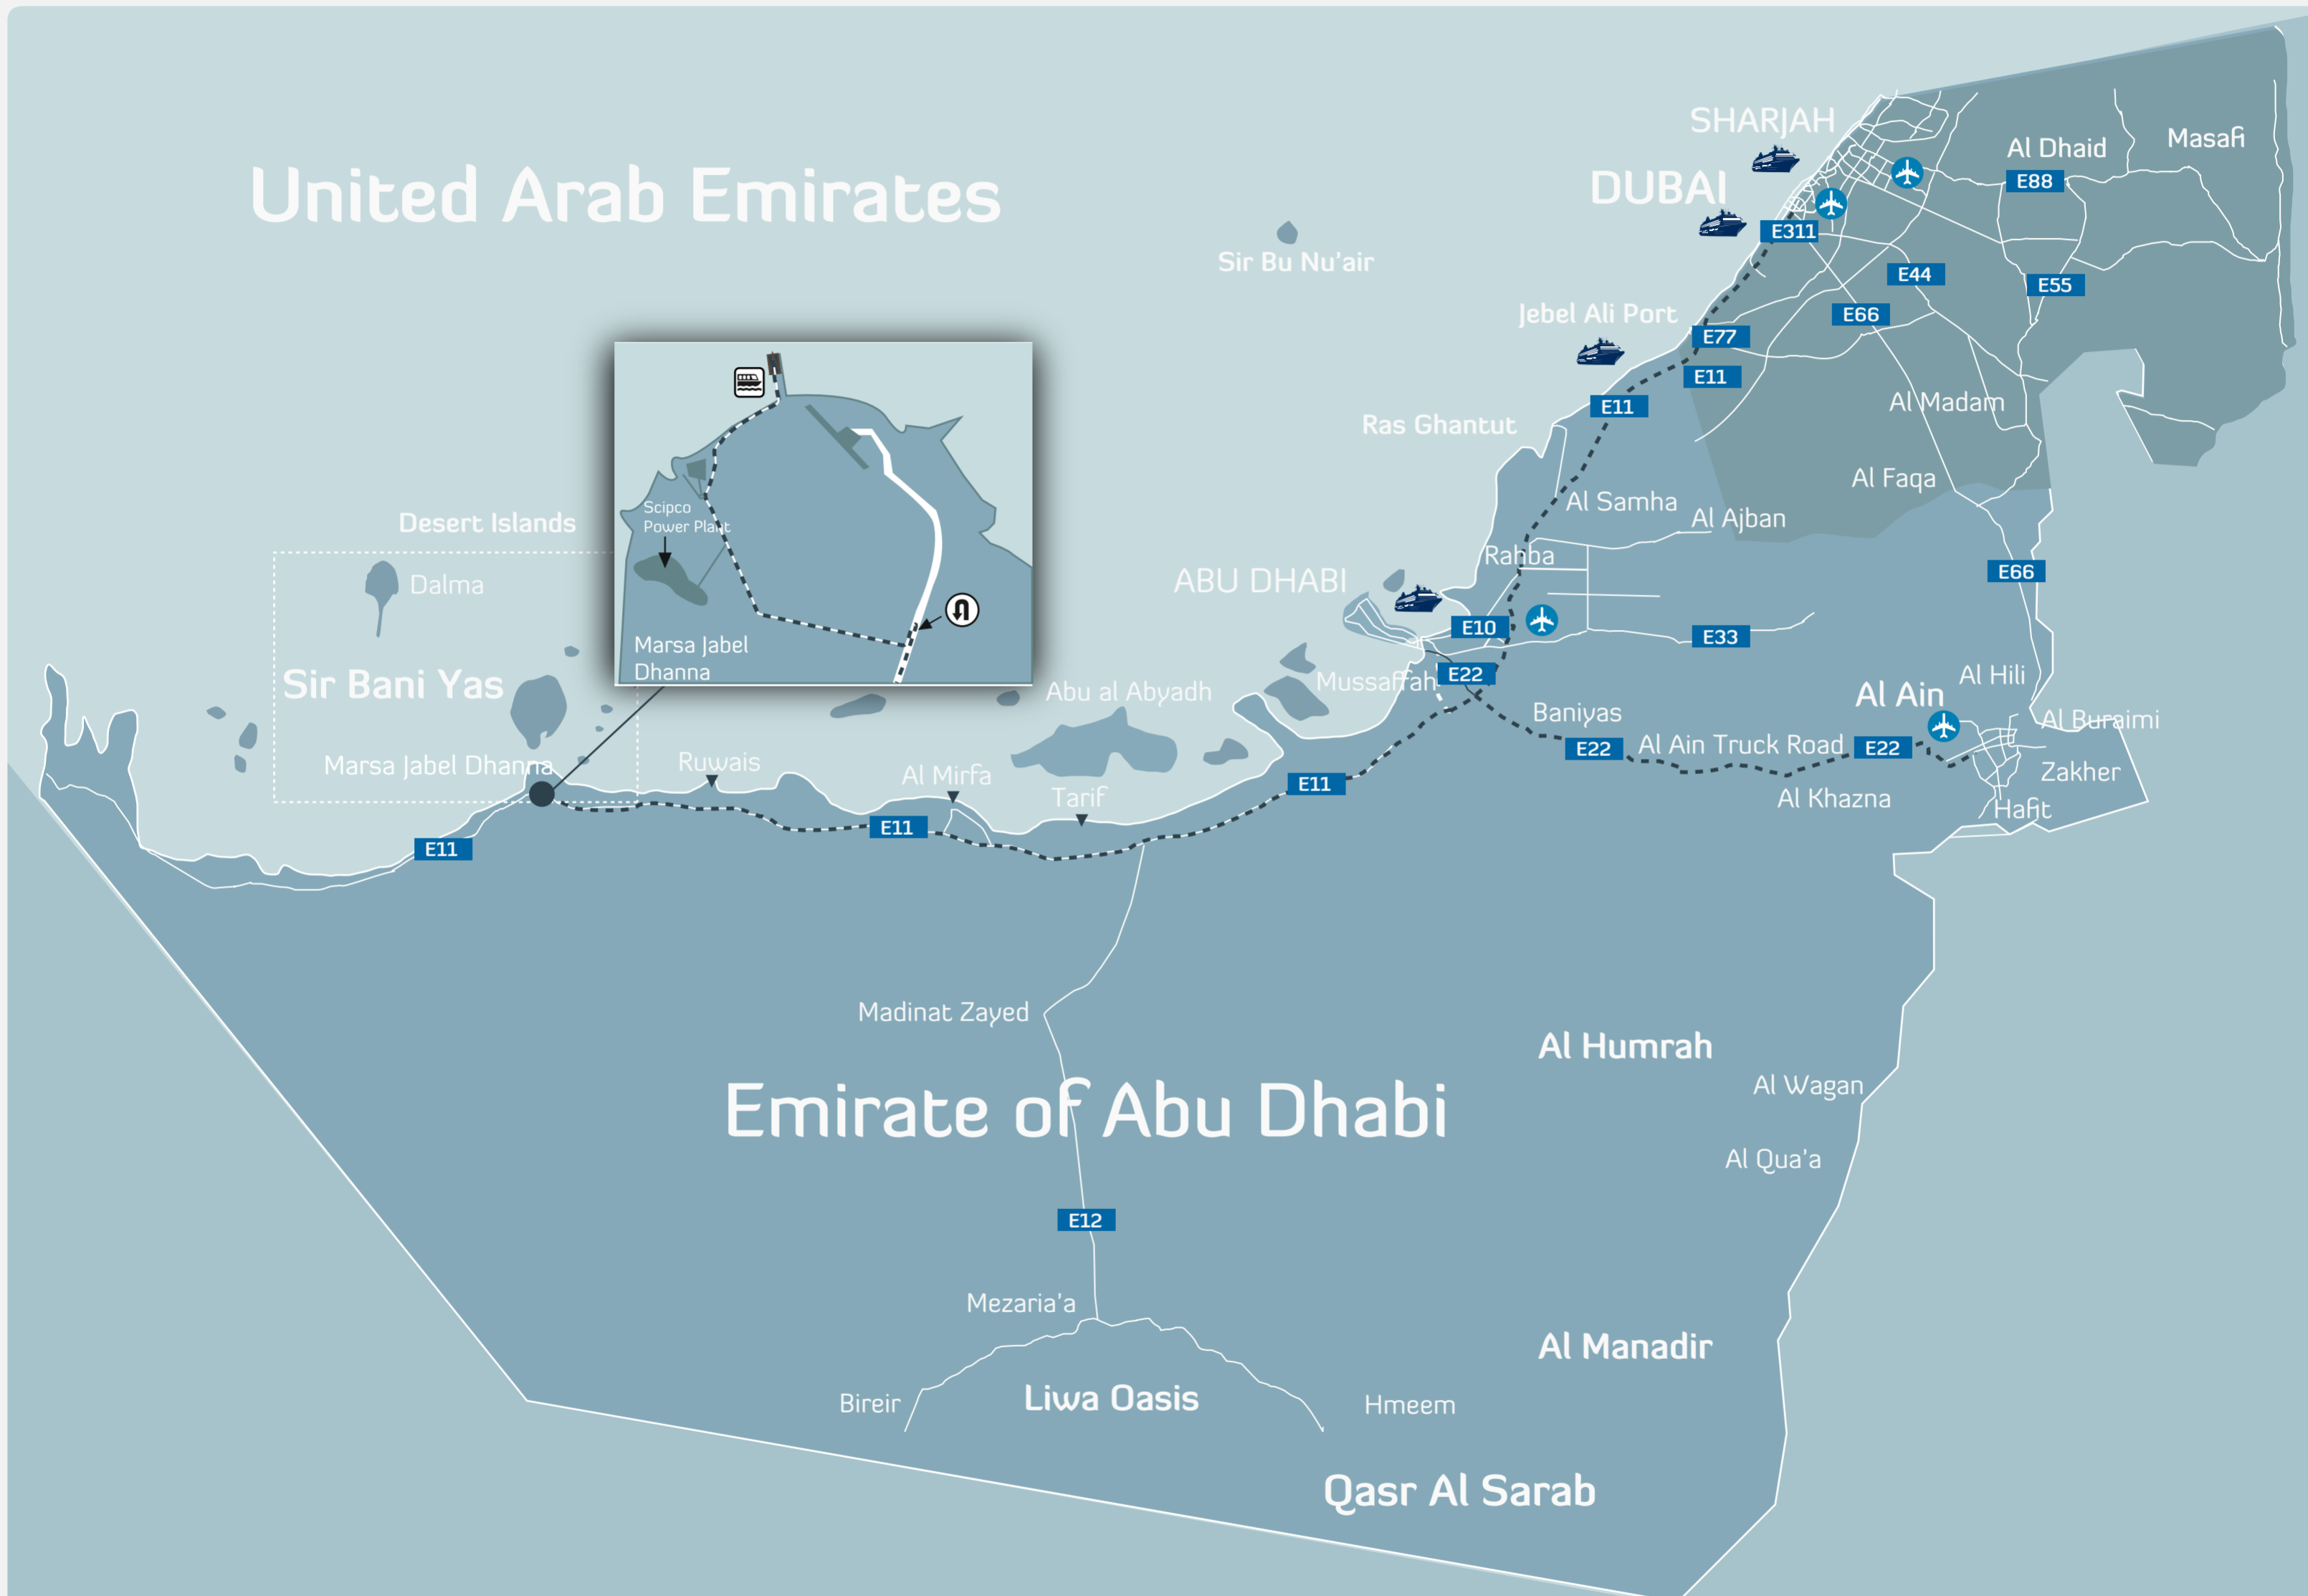 United Arab Emirates
SHARJAH
DUBAI
Al Dhaid
Masafi
E88
E311
Sir Bu Nu'air
E44
E55
Jebel Ali Port
E66
E77
E11
E11
Al Madam
Ras Ghantut
Al Faqa
Al Samha
Al Ajban
Desert Islands
Scipco
Power Plant
Dalma
Rahba
ABU DHABI
E66
E10
E33
Marsa Jabel
Dhanna
Sir Bani Yas
Abu al Abyadh
Mussaffah
E22
Al Hili
Al Ain
Baniyas
Al Buraimi
E22
Al Ain Truck Road
E22
Marsa Jabel Dhanna
Ruwais
Al Mirfa
Tarif
E11
Zakher
Al Khazna
Hafit
E11
E11
Madinat Zayed
Al Humrah
Al Wagan
Emirate of Abu Dhabi
Al Qua'a
E12
Mezaria'a
Al Manadir
Bireir
Liwa Oasis
Hmeem
Qasr Al Sarab